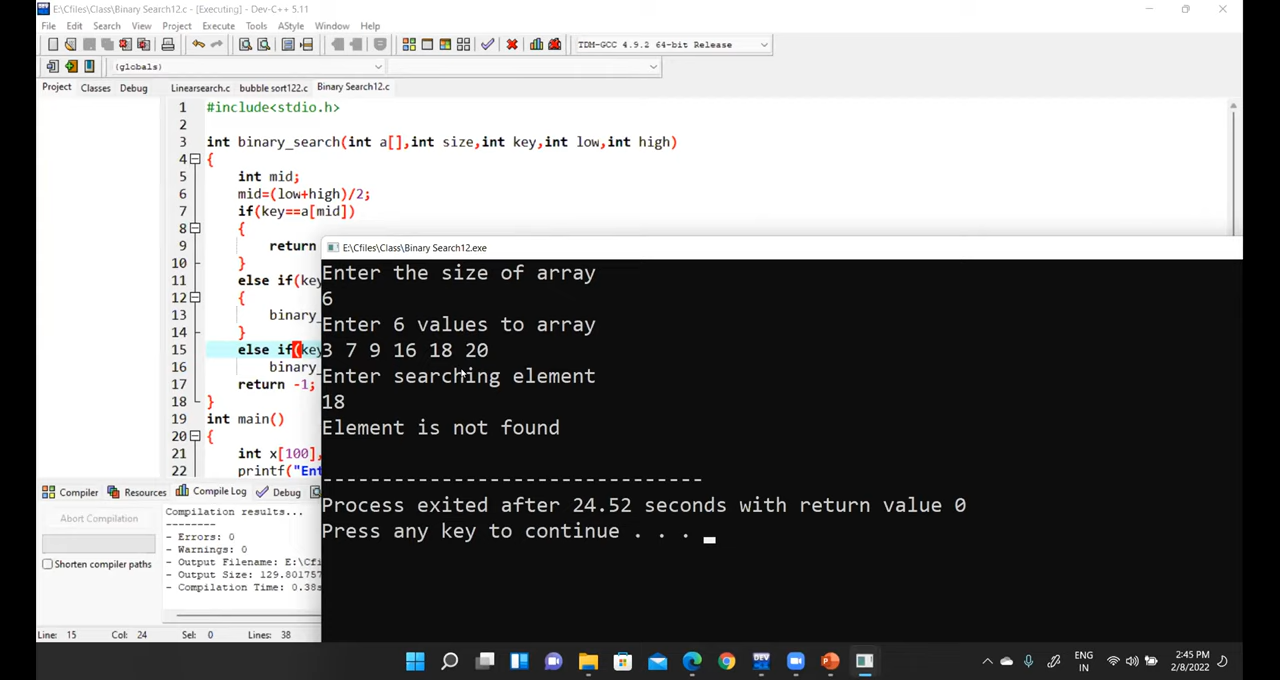 E:\Cfiles\Class\Binary Search12.c - [Executing] - Dev-C++ 5.11
File Edit Search View Project Execute Tools AStyle Window Help
TDM-GCC 4.9.2 64-bit Release
(globals)
Project Classes Debug Linearsearch.c bubble sort122.c Binary Search12.c
1 #include<stdio.h>
2
3 int binary_search(int a[],int size,int key,int low,int high)
4 {
5 int mid;
6 mid=(low+high)/2;
7 if(key==a[mid])
8 {
9 return
10 }
11 else if(key
12 {
13 binary_
14 }
15 else if(key
16 binary_
17 return -1;
18 }
19 int main()
20 {
21 int x[100],
22 printf("Ent
E:\Cfiles\Class\Binary Search12.exe
Enter the size of array
6
Enter 6 values to array
3 7 9 16 18 20
Enter searching element
18
Element is not found
--------------------------------
Process exited after 24.52 seconds with return value 0
Press any key to continue . . .
Compiler Resources Compile Log Debug
Abort Compilation
Shorten compiler paths
Compilation results...
--------
- Errors: 0
- Warnings: 0
- Output Filename: E:\Cfi
- Output Size: 129.801757
- Compilation Time: 0.38s
Line: 15 Col: 24 Sel: 0 Lines: 38
DEV
ENG
IN
2:45 PM
2/8/2022